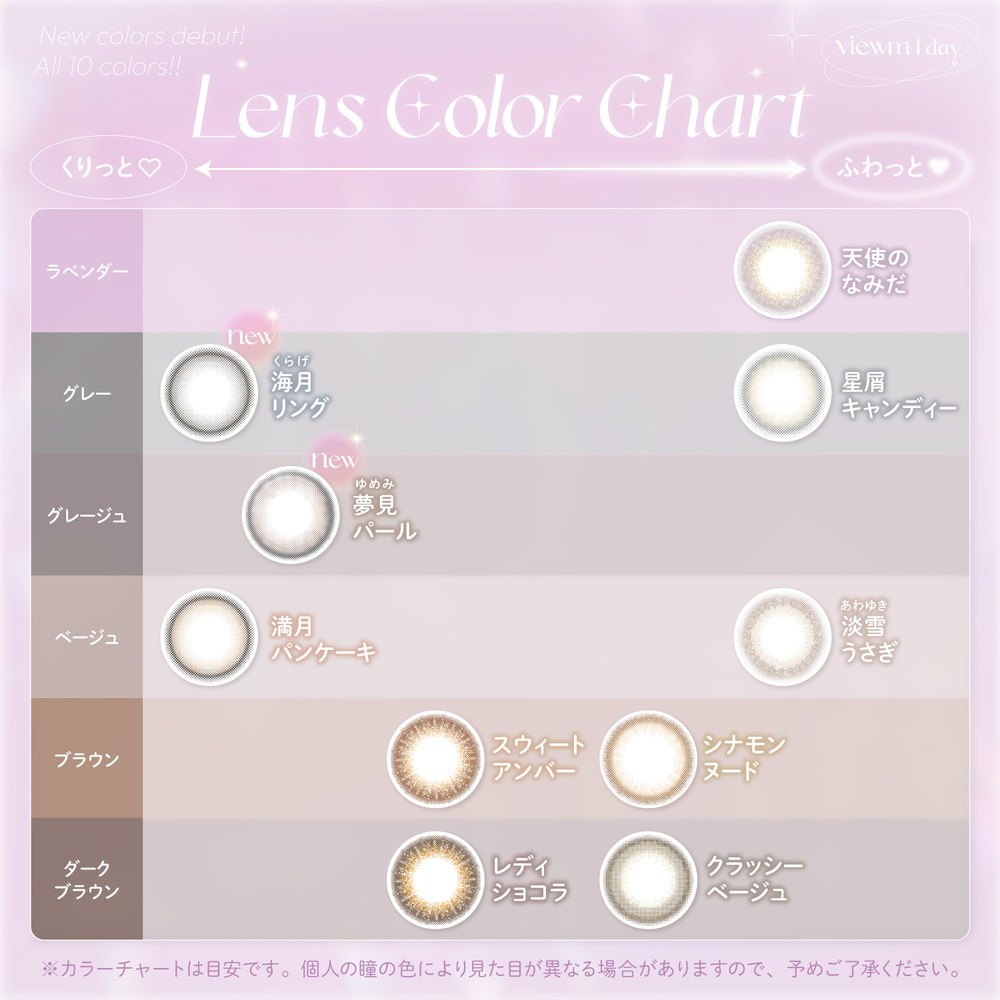 New colors debut!
All 10 colors!!
viewm 1day
Lens Color Chart
くりっと♡
ふわっと♥
ラベンダー
天使の
なみだ
グレー
new
くらげ
海月
リング
星屑
キャンディー
グレージュ
new
ゆめみ
夢見
パール
ベージュ
満月
パンケーキ
あわゆき
淡雪
うさぎ
ブラウン
スウィート
アンバー
シナモン
ヌード
ダーク
ブラウン
レディ
ショコラ
クラッシー
ベージュ
※カラーチャートは目安です。個人の瞳の色により見た目が異なる場合がありますので、予めご了承ください。